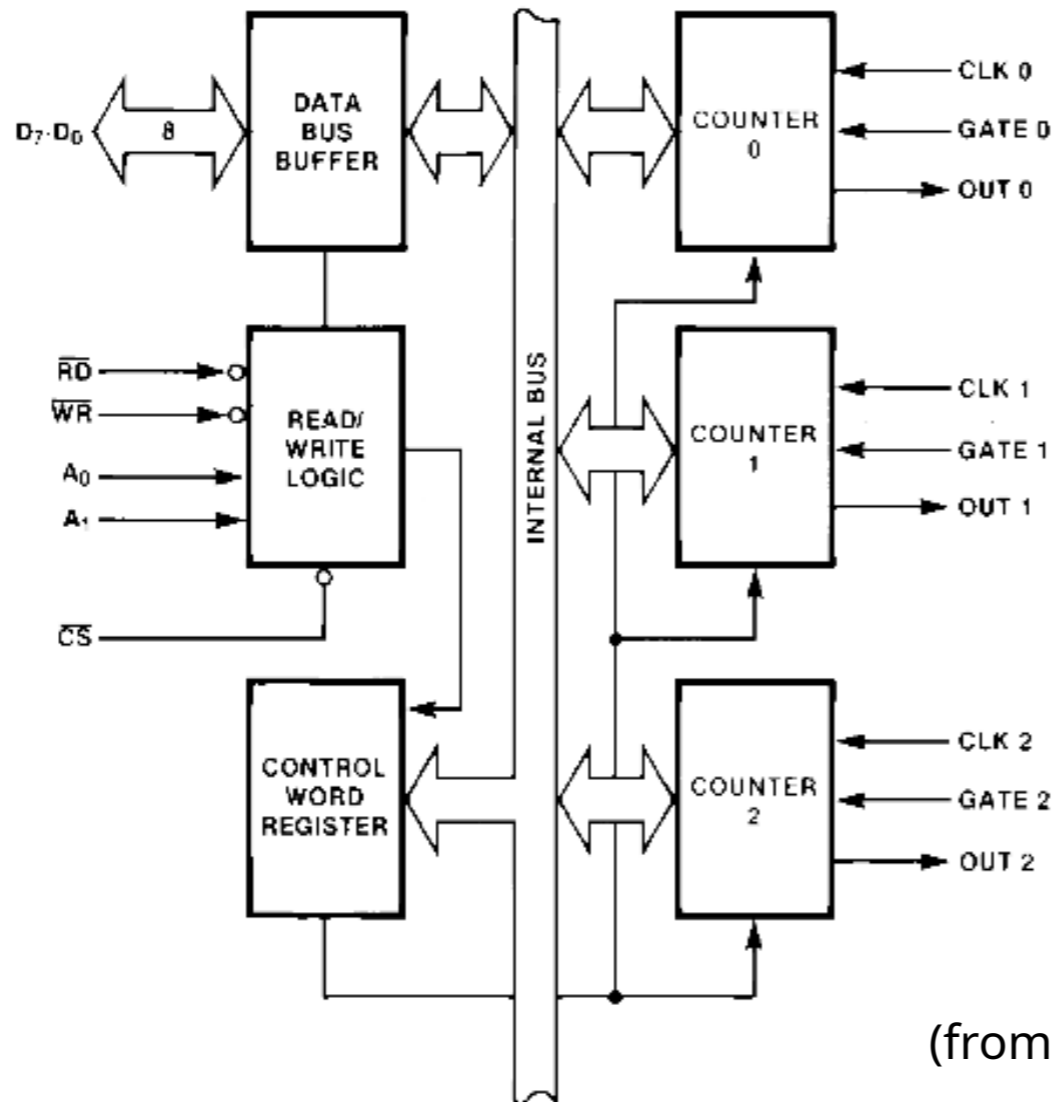 D7-D0
8
DATA
BUS
BUFFER
COUNTER
0
CLK 0
GATE 0
OUT 0
RD
WR
A0
A1
CS
READ/
WRITE
LOGIC
INTERNAL BUS
COUNTER
1
CLK 1
GATE 1
OUT 1
CONTROL
WORD
REGISTER
COUNTER
2
CLK 2
GATE 2
OUT 2
(from